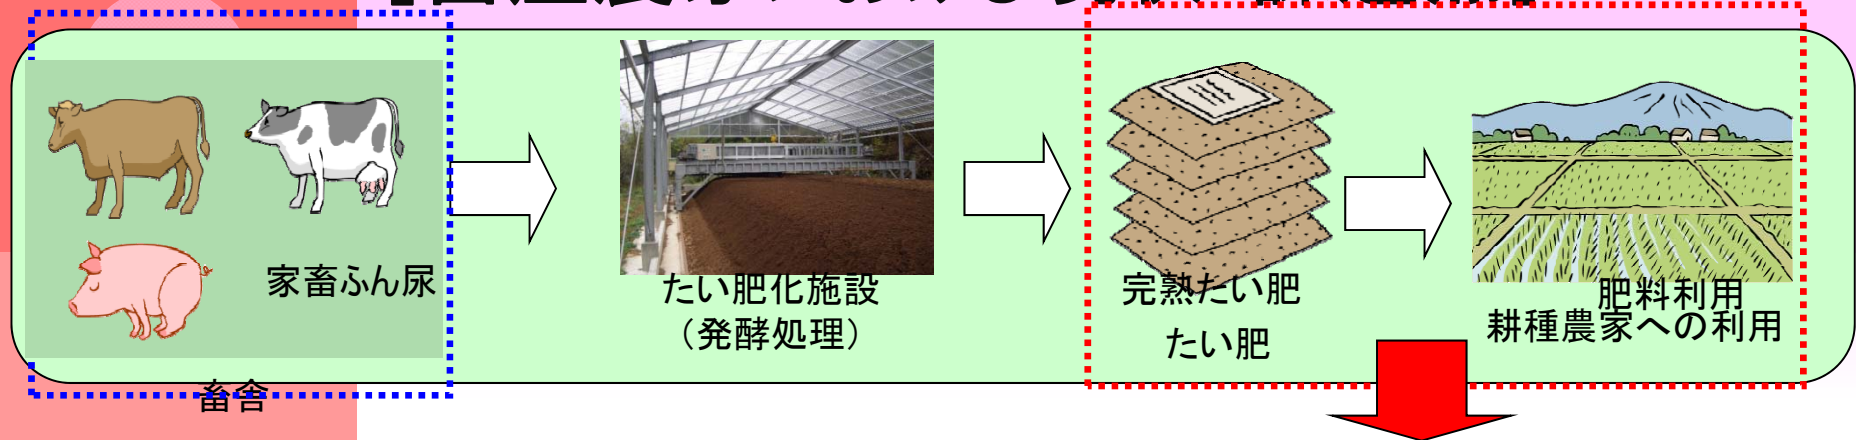 家畜ふん尿
畜舎
たい肥化施設
（発酵処理）
完熟たい肥
たい肥
肥料利用
耕種農家への利用